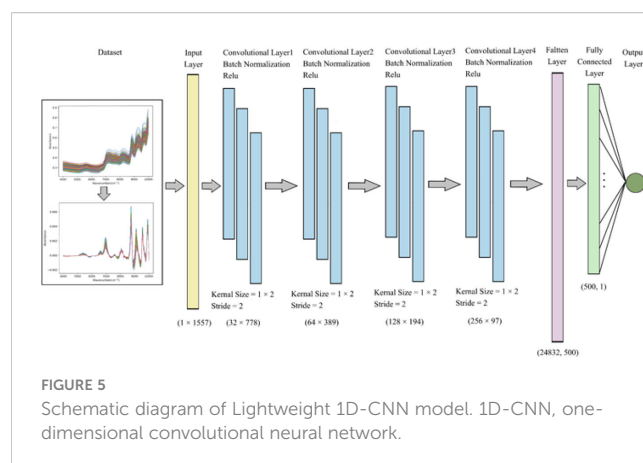 Dataset
Input
Layer
Convolutional Layer1
Batch Normalization
Relu
Convolutional Layer2
Batch Normalization
Relu
Convolutional Layer3
Batch Normalization
Relu
Convolutional Layer4
Batch Normalization
Relu
Faltten
Layer
Fully
Connected
Layer
Output
Layer
Kernal Size = 1 × 2
Stride = 2
(32 × 778)
Kernal Size = 1 × 2
Stride = 2
(64 × 389)
Kernal Size = 1 × 2
Stride = 2
(128 × 194)
Kernal Size = 1 × 2
Stride = 2
(256 × 97)
(1 × 1557)
(24832, 500)
(500, 1)
FIGURE 5
Schematic diagram of Lightweight 1D-CNN model. 1D-CNN, one-
dimensional convolutional neural network.